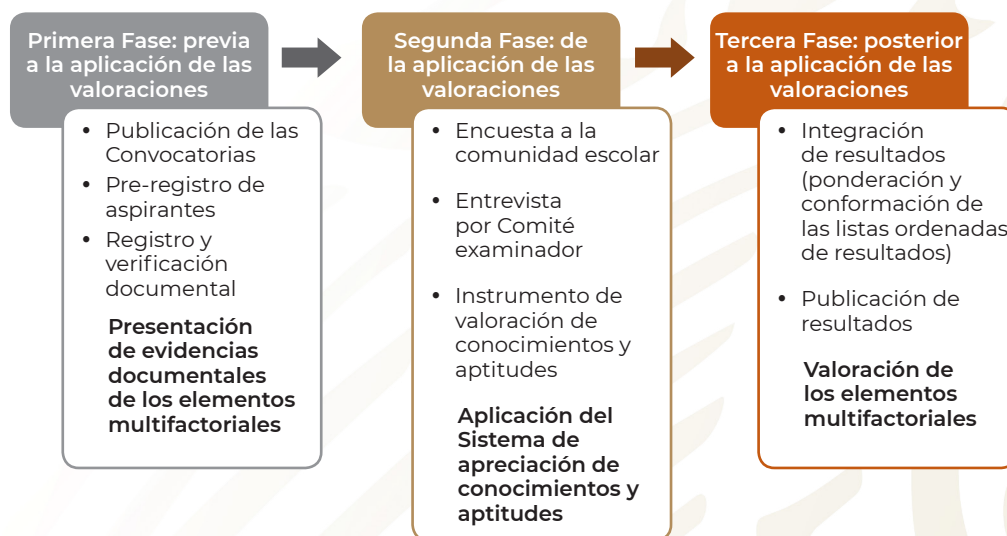 Primera Fase: previa
a la aplicación de las
valoraciones
• Publicación de las
Convocatorias
• Pre-registro de
aspirantes
• Registro y
verificación
documental
Presentación
de evidencias
documentales
de los elementos
multifactoriales
Segunda Fase: de
la aplicación de las
valoraciones
• Encuesta a la
comunidad escolar
• Entrevista
por Comité
examinador
• Instrumento de
valoración de
conocimientos y
aptitudes
Aplicación del
Sistema de
apreciación de
conocimientos y
aptitudes
Tercera Fase: posterior
a la aplicación de las
valoraciones
• Integración
de resultados
(ponderación y
conformación de
las listas ordenadas
de resultados)
• Publicación de
resultados
Valoración de
los elementos
multifactoriales